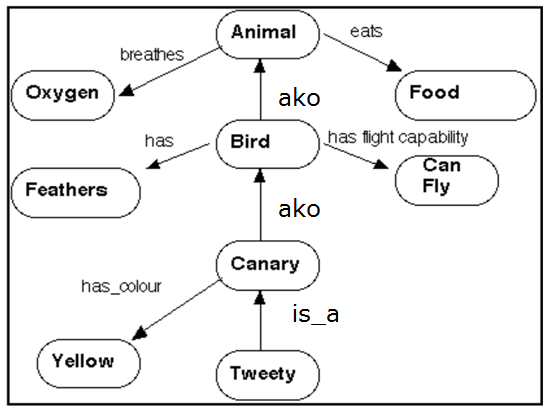 Animal
breathes
eats
Oxygen
Food
ako
has
Bird
has flight capability
Feathers
Can
Fly
ako
Canary
has_colour
is_a
Yellow
Tweety